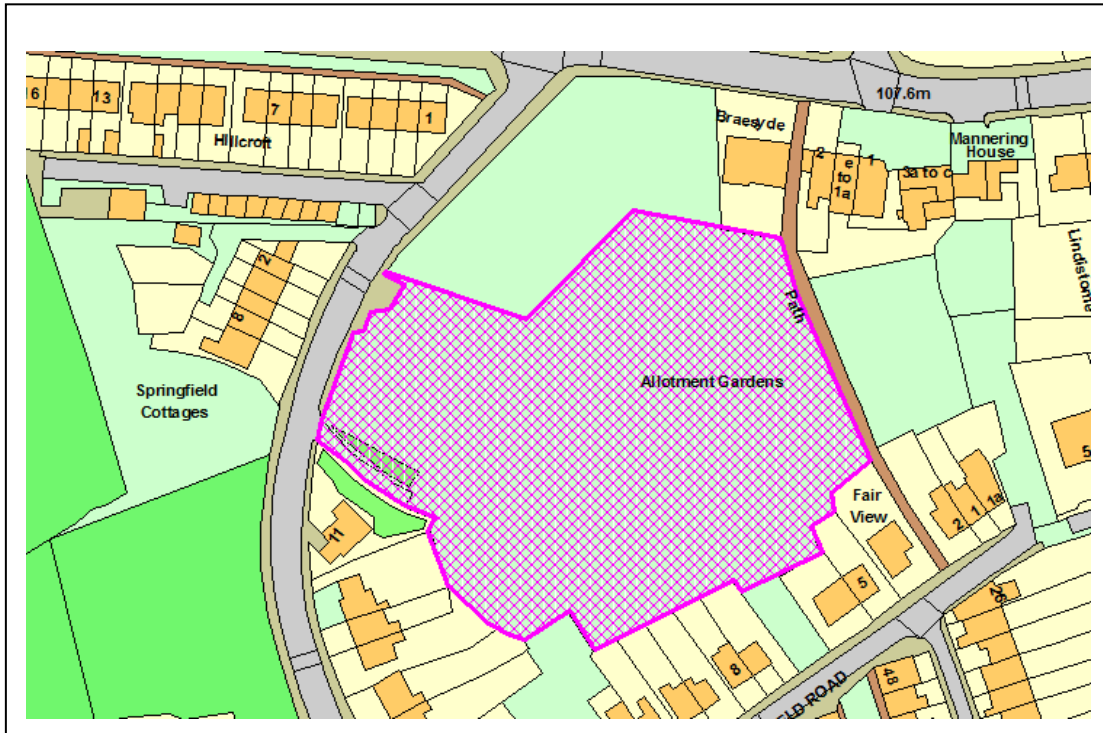 16
13
7
1
Hillcroft
107.6m
Braesyde
Mannering
House
2
e
to
1a
1
3a to c
Lindistome
Path
2
8
Allotment Gardens
Springfield
Cottages
5
Fair
View
1a
1
2
11
5
26
8
48
ELD ROAD